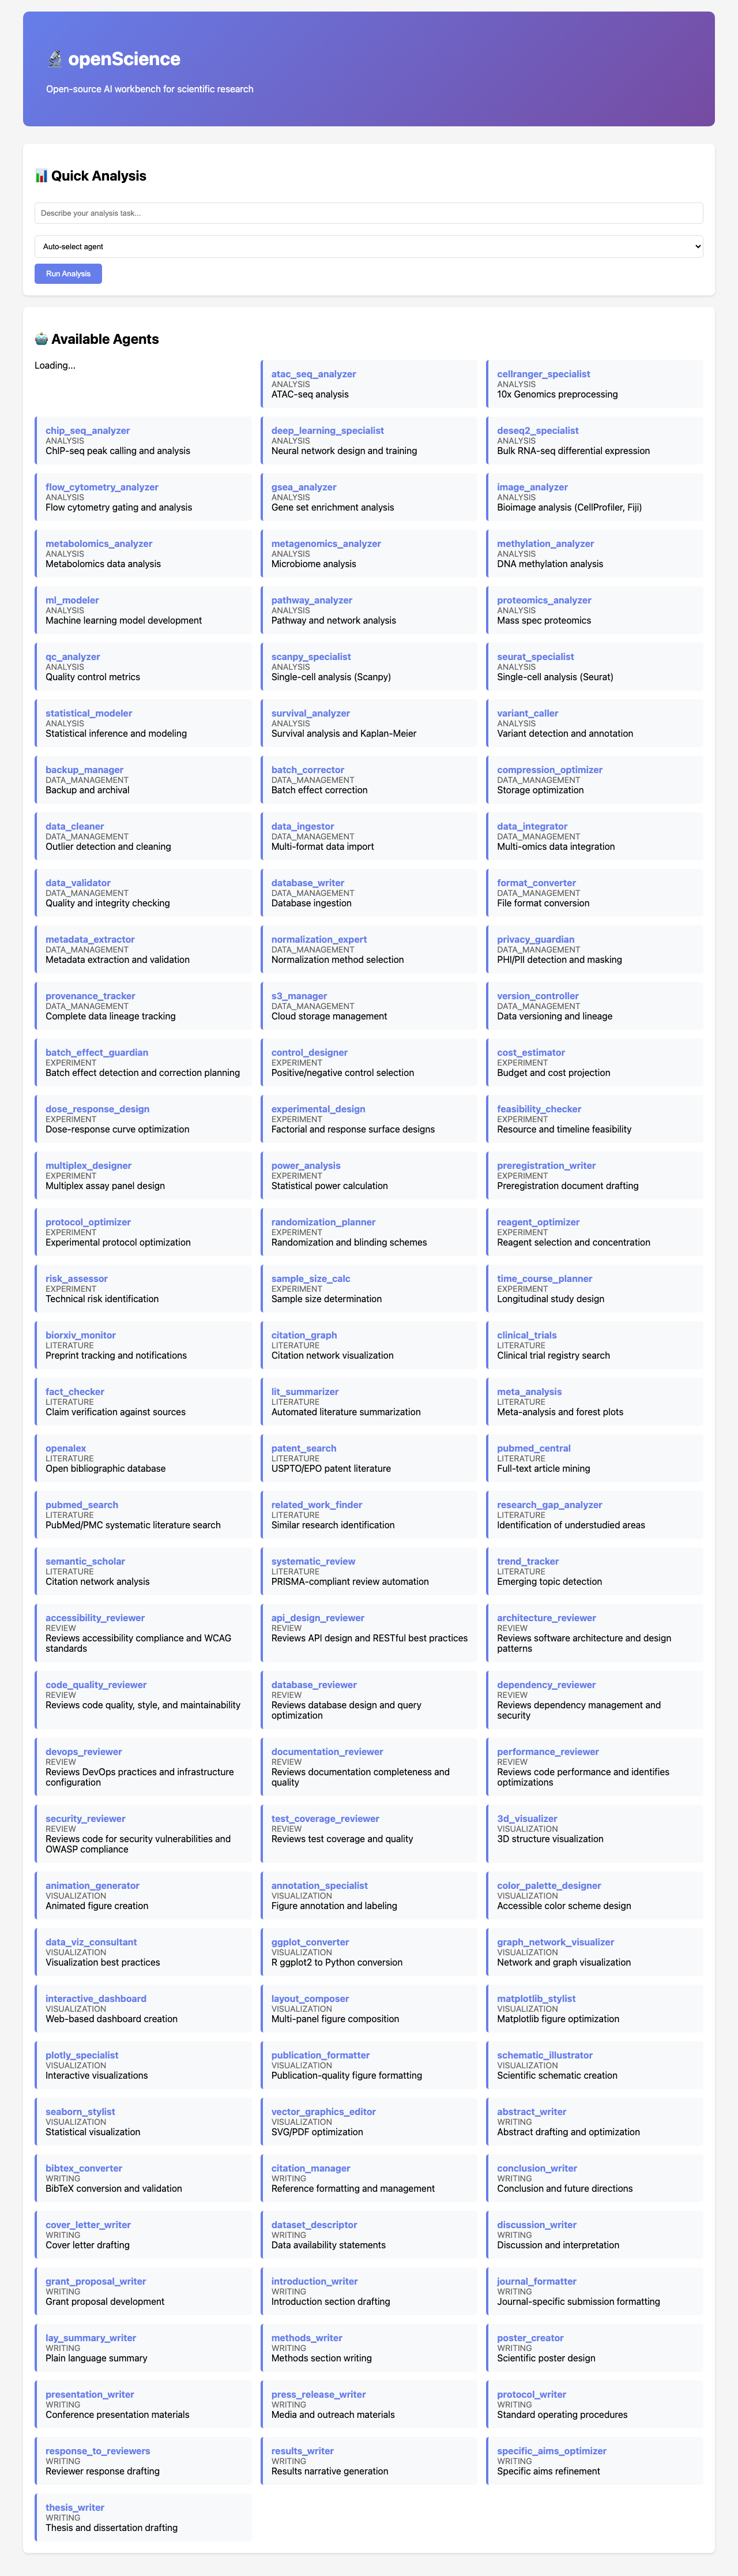 openScience
Open-source AI workbench for scientific research
Quick Analysis
Describe your analysis task...
Auto-select agent
Run Analysis
Available Agents
Loading...
atac_seq_analyzer
ANALYSIS
ATAC-seq analysis
cellranger_specialist
ANALYSIS
10x Genomics preprocessing
chip_seq_analyzer
ANALYSIS
ChIP-seq peak calling and analysis
deep_learning_specialist
ANALYSIS
Neural network design and training
deseq2_specialist
ANALYSIS
Bulk RNA-seq differential expression
flow_cytometry_analyzer
ANALYSIS
Flow cytometry gating and analysis
gsea_analyzer
ANALYSIS
Gene set enrichment analysis
image_analyzer
ANALYSIS
Bioimage analysis (CellProfiler, Fiji)
metabolomics_analyzer
ANALYSIS
Metabolomics data analysis
metagenomics_analyzer
ANALYSIS
Microbiome analysis
methylation_analyzer
ANALYSIS
DNA methylation analysis
ml_modeler
ANALYSIS
Machine learning model development
pathway_analyzer
ANALYSIS
Pathway and network analysis
proteomics_analyzer
ANALYSIS
Mass spec proteomics
qc_analyzer
ANALYSIS
Quality control metrics
scanpy_specialist
ANALYSIS
Single-cell analysis (Scanpy)
seurat_specialist
ANALYSIS
Single-cell analysis (Seurat)
statistical_modeler
ANALYSIS
Statistical inference and modeling
survival_analyzer
ANALYSIS
Survival analysis and Kaplan-Meier
variant_caller
ANALYSIS
Variant detection and annotation
backup_manager
DATA_MANAGEMENT
Backup and archival
batch_corrector
DATA_MANAGEMENT
Batch effect correction
compression_optimizer
DATA_MANAGEMENT
Storage optimization
data_cleaner
DATA_MANAGEMENT
Outlier detection and cleaning
data_ingestor
DATA_MANAGEMENT
Multi-format data import
data_integrator
DATA_MANAGEMENT
Multi-omics data integration
data_validator
DATA_MANAGEMENT
Quality and integrity checking
database_writer
DATA_MANAGEMENT
Database ingestion
format_converter
DATA_MANAGEMENT
File format conversion
metadata_extractor
DATA_MANAGEMENT
Metadata extraction and validation
normalization_expert
DATA_MANAGEMENT
Normalization method selection
privacy_guardian
DATA_MANAGEMENT
PHI/PII detection and masking
provenance_tracker
DATA_MANAGEMENT
Complete data lineage tracking
s3_manager
DATA_MANAGEMENT
Cloud storage management
version_controller
DATA_MANAGEMENT
Data versioning and lineage
batch_effect_guardian
EXPERIMENT
Batch effect detection and correction planning
control_designer
EXPERIMENT
Positive/negative control selection
cost_estimator
EXPERIMENT
Budget and cost projection
dose_response_design
EXPERIMENT
Dose-response curve optimization
experimental_design
EXPERIMENT
Factorial and response surface designs
feasibility_checker
EXPERIMENT
Resource and timeline feasibility
multiplex_designer
EXPERIMENT
Multiplex assay panel design
power_analysis
EXPERIMENT
Statistical power calculation
preregistration_writer
EXPERIMENT
Preregistration document drafting
protocol_optimizer
EXPERIMENT
Experimental protocol optimization
randomization_planner
EXPERIMENT
Randomization and blinding schemes
reagent_optimizer
EXPERIMENT
Reagent selection and concentration
risk_assessor
EXPERIMENT
Technical risk identification
sample_size_calc
EXPERIMENT
Sample size determination
time_course_planner
EXPERIMENT
Longitudinal study design
biorxiv_monitor
LITERATURE
Preprint tracking and notifications
citation_graph
LITERATURE
Citation network visualization
clinical_trials
LITERATURE
Clinical trial registry search
fact_checker
LITERATURE
Claim verification against sources
lit_summarizer
LITERATURE
Automated literature summarization
meta_analysis
LITERATURE
Meta-analysis and forest plots
openalex
LITERATURE
Open bibliographic database
patent_search
LITERATURE
USPTO/EPO patent literature
pubmed_central
LITERATURE
Full-text article mining
pubmed_search
LITERATURE
PubMed/PMC systematic literature search
related_work_finder
LITERATURE
Similar research identification
research_gap_analyzer
LITERATURE
Identification of understudied areas
semantic_scholar
LITERATURE
Citation network analysis
systematic_review
LITERATURE
PRISMA-compliant review automation
trend_tracker
LITERATURE
Emerging topic detection
accessibility_reviewer
REVIEW
Reviews accessibility compliance and WCAG
standards
api_design_reviewer
REVIEW
Reviews API design and RESTful best practices
architecture_reviewer
REVIEW
Reviews software architecture and design
patterns
code_quality_reviewer
REVIEW
Reviews code quality, style, and maintainability
database_reviewer
REVIEW
Reviews database design and query
optimization
dependency_reviewer
REVIEW
Reviews dependency management and
security
devops_reviewer
REVIEW
Reviews DevOps practices and infrastructure
configuration
documentation_reviewer
REVIEW
Reviews documentation completeness and
quality
performance_reviewer
REVIEW
Reviews code performance and identifies
optimizations
security_reviewer
REVIEW
Reviews code for security vulnerabilities and
OWASP compliance
test_coverage_reviewer
REVIEW
Reviews test coverage and quality
3d_visualizer
VISUALIZATION
3D structure visualization
animation_generator
VISUALIZATION
Animated figure creation
annotation_specialist
VISUALIZATION
Figure annotation and labeling
color_palette_designer
VISUALIZATION
Accessible color scheme design
data_viz_consultant
VISUALIZATION
Visualization best practices
ggplot_converter
VISUALIZATION
R ggplot2 to Python conversion
graph_network_visualizer
VISUALIZATION
Network and graph visualization
interactive_dashboard
VISUALIZATION
Web-based dashboard creation
layout_composer
VISUALIZATION
Multi-panel figure composition
matplotlib_stylist
VISUALIZATION
Matplotlib figure optimization
plotly_specialist
VISUALIZATION
Interactive visualizations
publication_formatter
VISUALIZATION
Publication-quality figure formatting
schematic_illustrator
VISUALIZATION
Scientific schematic creation
seaborn_stylist
VISUALIZATION
Statistical visualization
vector_graphics_editor
VISUALIZATION
SVG/PDF optimization
abstract_writer
WRITING
Abstract drafting and optimization
bibtex_converter
WRITING
BibTeX conversion and validation
citation_manager
WRITING
Reference formatting and management
conclusion_writer
WRITING
Conclusion and future directions
cover_letter_writer
WRITING
Cover letter drafting
dataset_descriptor
WRITING
Data availability statements
discussion_writer
WRITING
Discussion and interpretation
grant_proposal_writer
WRITING
Grant proposal development
introduction_writer
WRITING
Introduction section drafting
journal_formatter
WRITING
Journal-specific submission formatting
lay_summary_writer
WRITING
Plain language summary
methods_writer
WRITING
Methods section writing
poster_creator
WRITING
Scientific poster design
presentation_writer
WRITING
Conference presentation materials
press_release_writer
WRITING
Media and outreach materials
protocol_writer
WRITING
Standard operating procedures
response_to_reviewers
WRITING
Reviewer response drafting
results_writer
WRITING
Results narrative generation
specific_aims_optimizer
WRITING
Specific aims refinement
thesis_writer
WRITING
Thesis and dissertation drafting